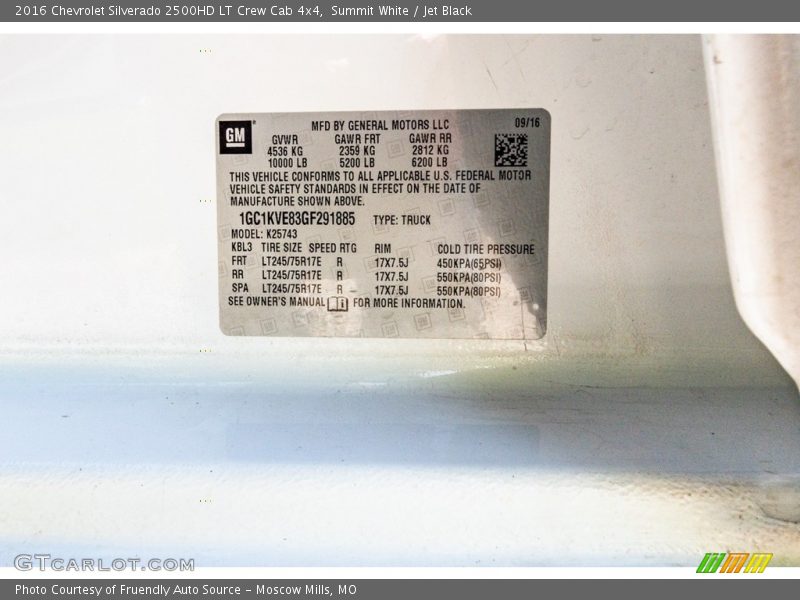 2016 Chevrolet Silverado 2500HD LT Crew Cab 4x4, Summit White / Jet Black
GM MFD BY GENERAL MOTORS LLC 09/16
GVWR GAWR FRT GAWR RR
4536 KG 2359 KG 2812 KG
10000 LB 5200 LB 6200 LB
THIS VEHICLE CONFORMS TO ALL APPLICABLE U.S. FEDERAL MOTOR
VEHICLE SAFETY STANDARDS IN EFFECT ON THE DATE OF
MANUFACTURE SHOWN ABOVE.
1GC1KVE83GF291885 TYPE: TRUCK
MODEL: K25743
KBL3 TIRE SIZE SPEED RTG RIM COLD TIRE PRESSURE
FRT LT245/75R17E R 17X7.5J 450KPA(65PSI)
RR LT245/75R17E R 17X7.5J 550KPA(80PSI)
SPA LT245/75R17E R 17X7.5J 550KPA(80PSI)
SEE OWNER'S MANUAL FOR MORE INFORMATION.
GTCARLOT.COM
Photo Courtesy of Fruendly Auto Source - Moscow Mills, MO